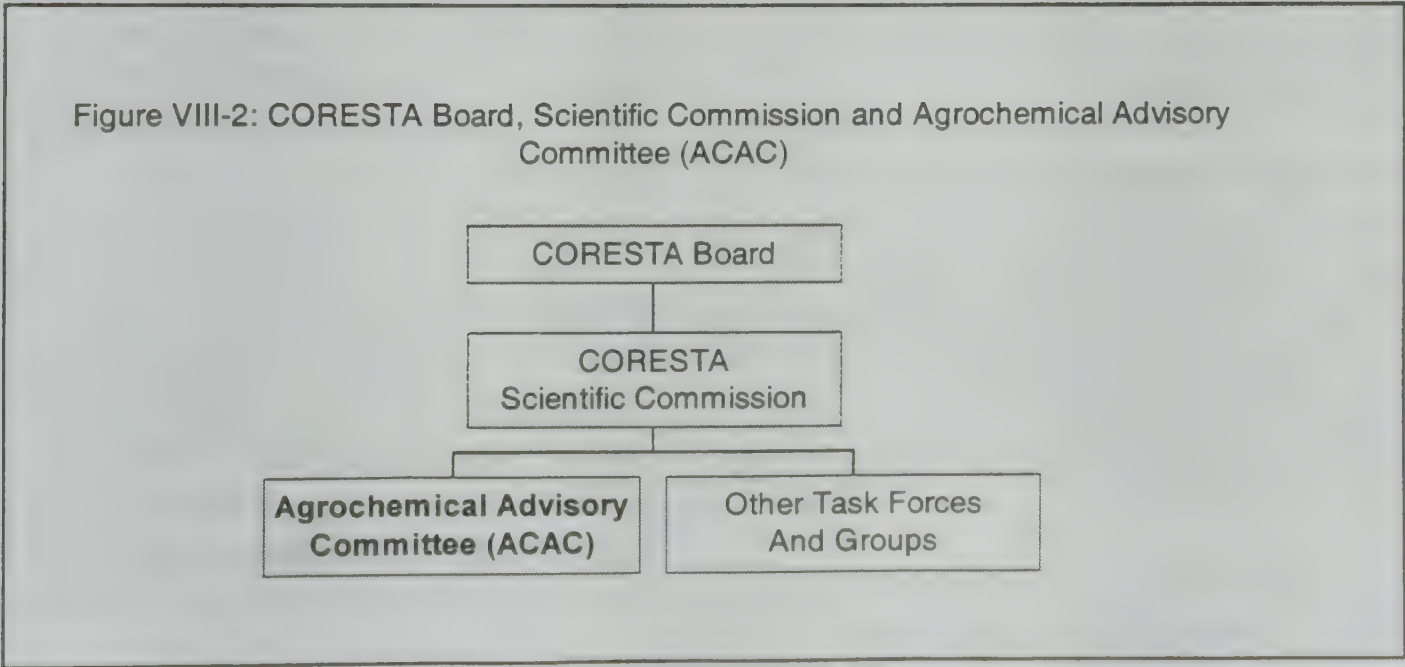 Figure VIII-2: CORESTA Board, Scientific Commission and Agrochemical Advisory
Committee (ACAC)
CORESTA Board
CORESTA
Scientific Commission
Agrochemical Advisory
Committee (ACAC)
Other Task Forces
And Groups